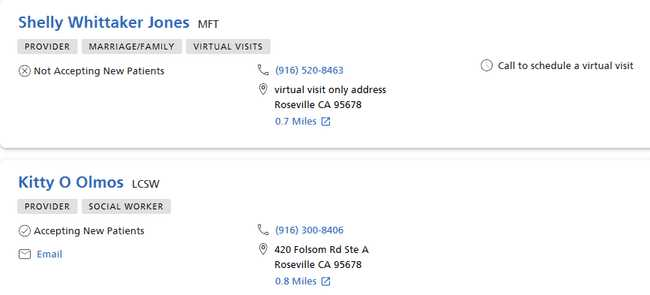 Shelly Whittaker Jones MFT
PROVIDER MARRIAGE/FAMILY VIRTUAL VISITS
Not Accepting New Patients
(916) 520-8463
virtual visit only address
Roseville CA 95678
0.7 Miles
Call to schedule a virtual visit
Kitty O Olmos LCSW
PROVIDER SOCIAL WORKER
Accepting New Patients
Email
(916) 300-8406
420 Folsom Rd Ste A
Roseville CA 95678
0.8 Miles